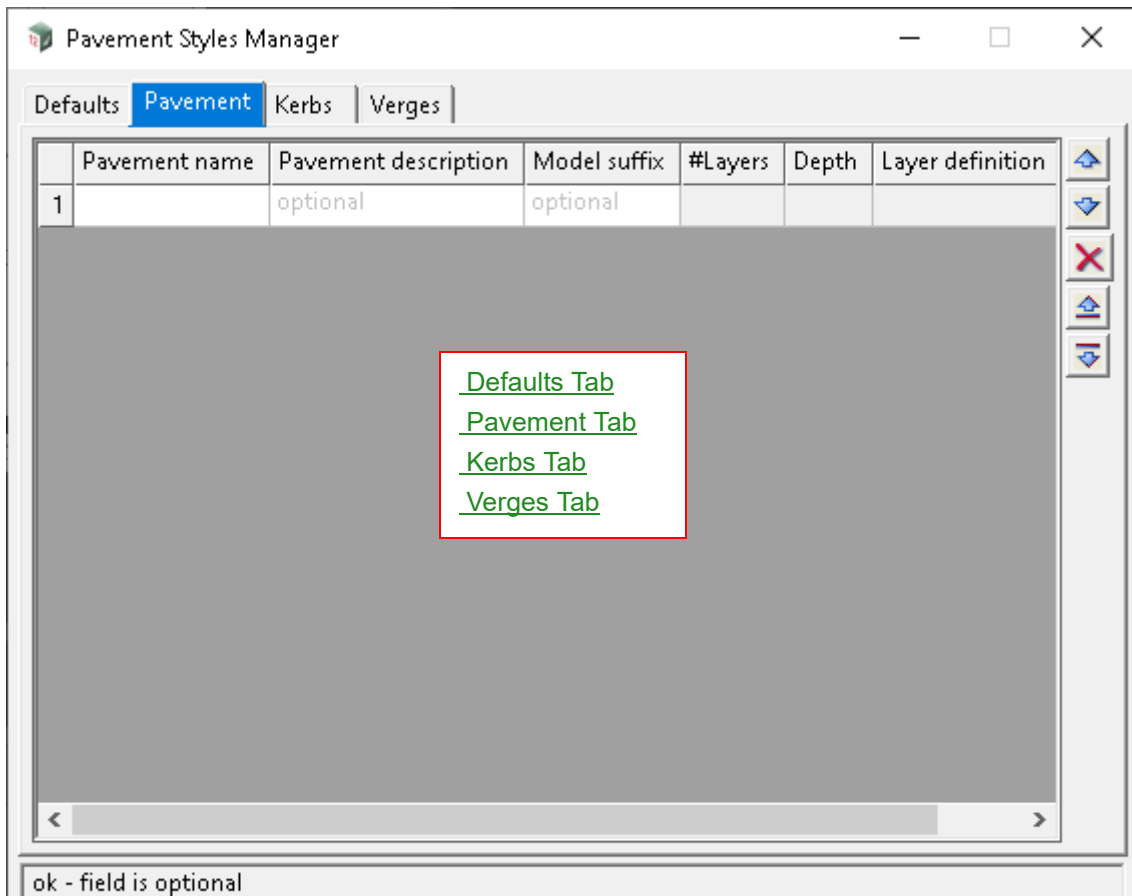 Pavement Styles Manager
Defaults Pavement Kerbs Verges
Pavement name Pavement description Model suffix #Layers Depth Layer definition
1 optional optional
Defaults Tab
Pavement Tab
Kerbs Tab
Verges Tab
ok - field is optional